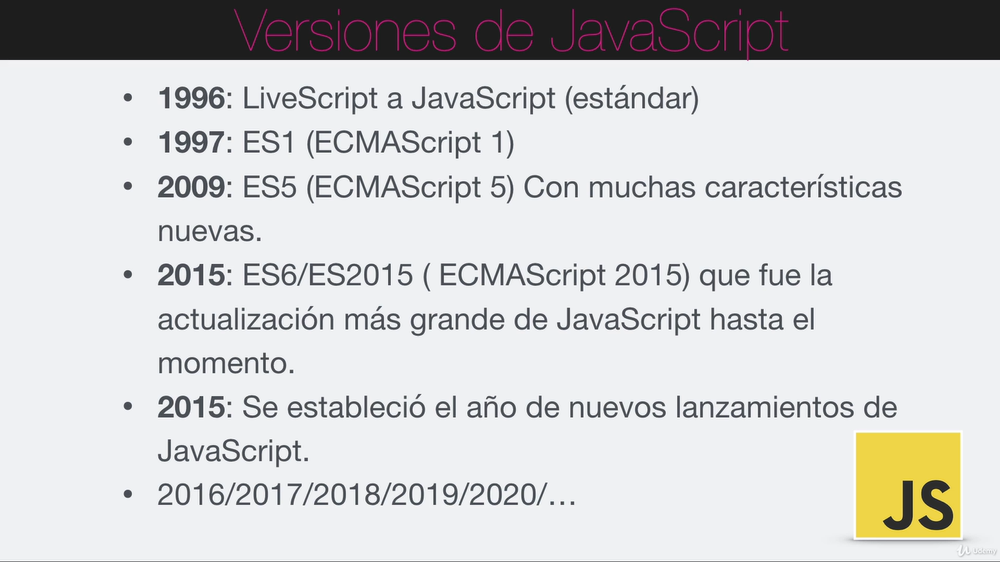 Versiones de JavaScript
• 1996: LiveScript a JavaScript (estándar)
• 1997: ES1 (ECMAScript 1)
• 2009: ES5 (ECMAScript 5) Con muchas características
nuevas.
• 2015: ES6/ES2015 ( ECMAScript 2015) que fue la
actualización más grande de JavaScript hasta el
momento.
• 2015: Se estableció el año de nuevos lanzamientos de
JavaScript.
• 2016/2017/2018/2019/2020/…
JS
Udemy